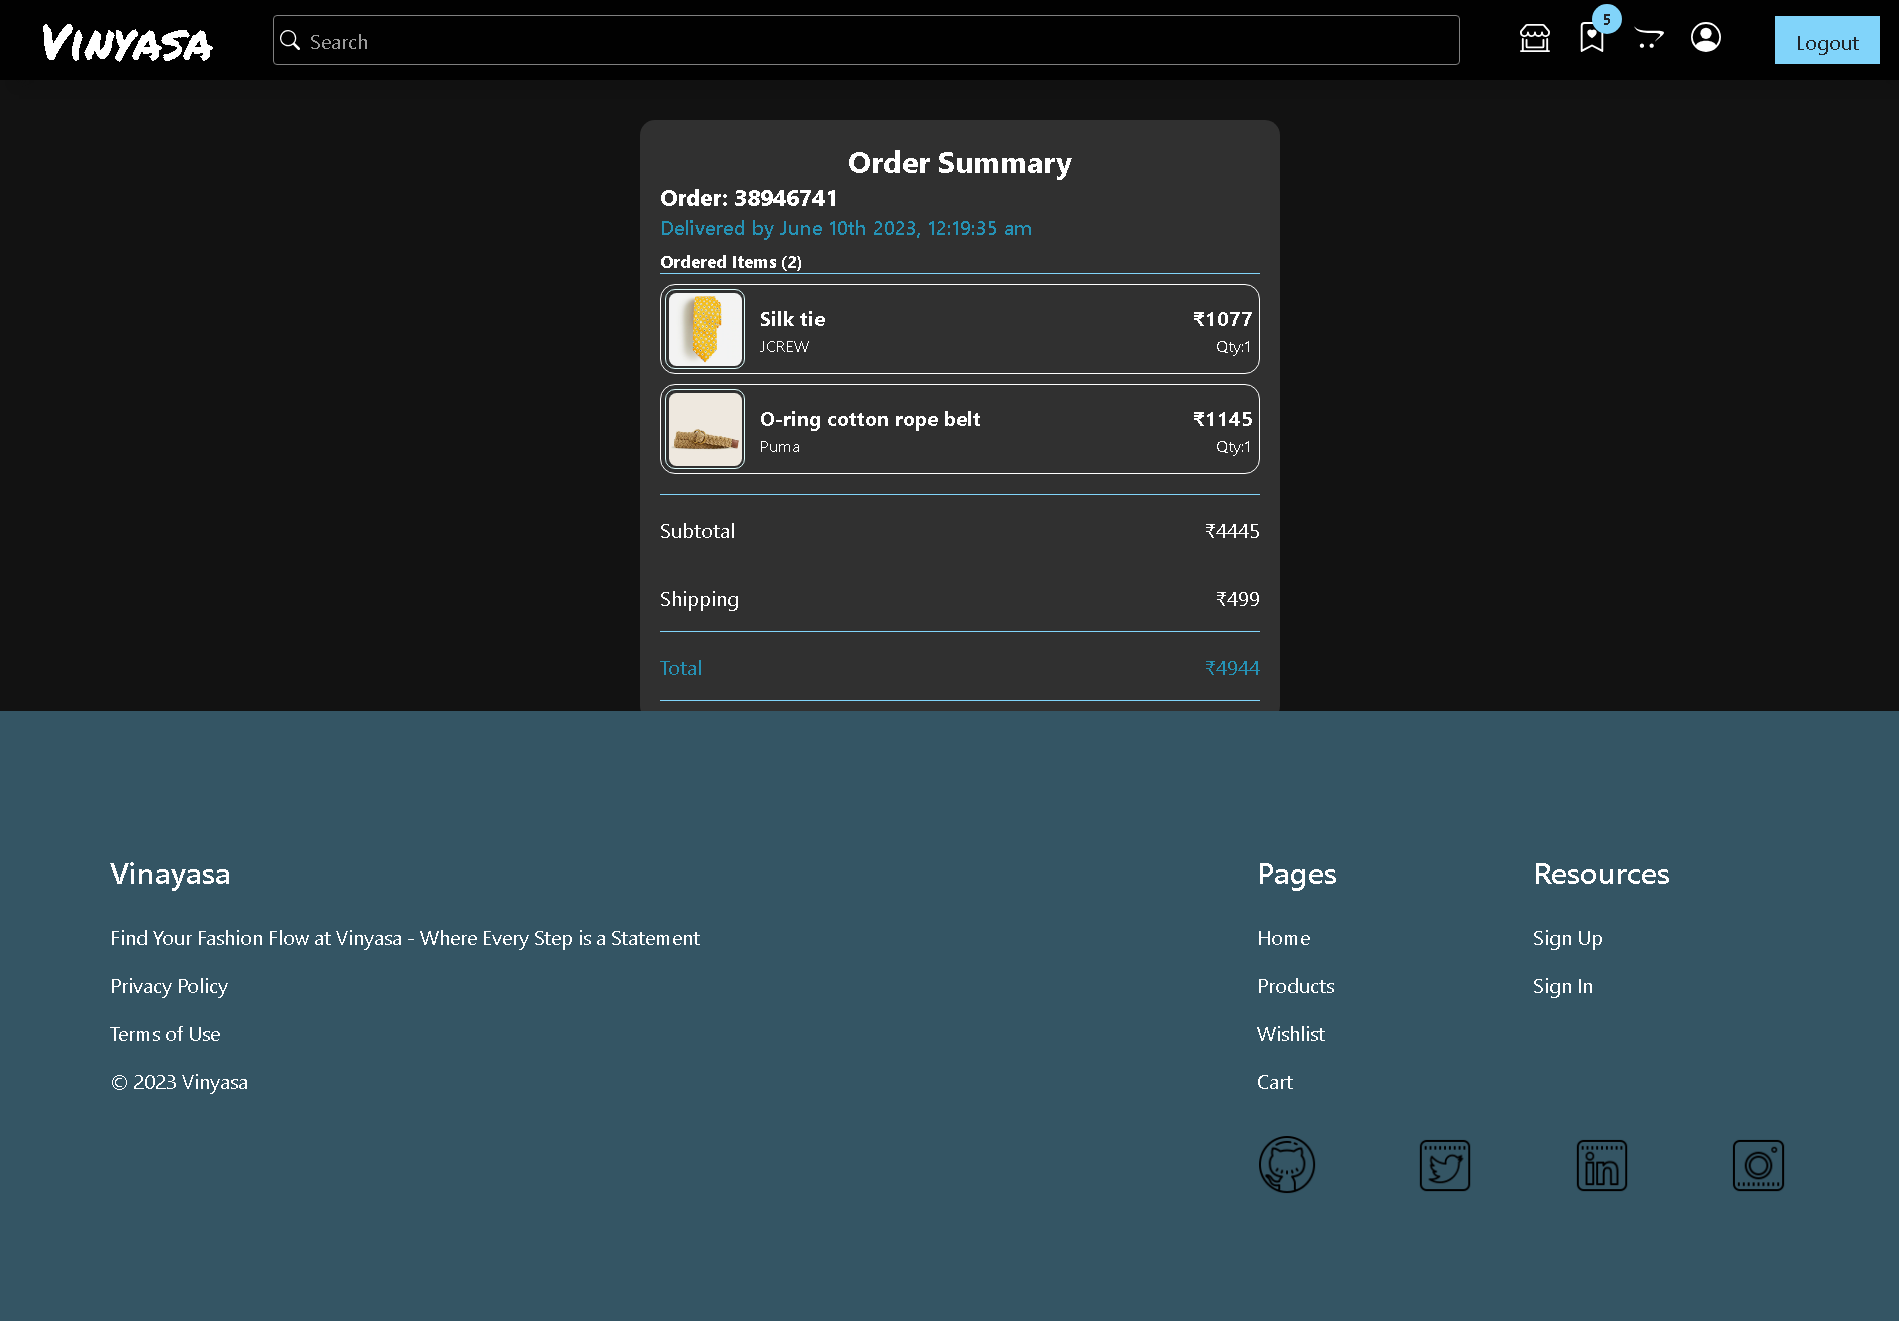 Vinyasa
Search
5
Logout
Order Summary
Order: 38946741
Delivered by June 10th 2023, 12:19:35 am
Ordered Items (2)
Silk tie
₹1077
JCREW
Qty:1
O-ring cotton rope belt
₹1145
Puma
Qty:1
Subtotal
₹4445
Shipping
₹499
Total
₹4944
Vinayasa
Find Your Fashion Flow at Vinyasa - Where Every Step is a Statement
Privacy Policy
Terms of Use
© 2023 Vinyasa
Pages
Home
Products
Wishlist
Cart
Resources
Sign Up
Sign In
in